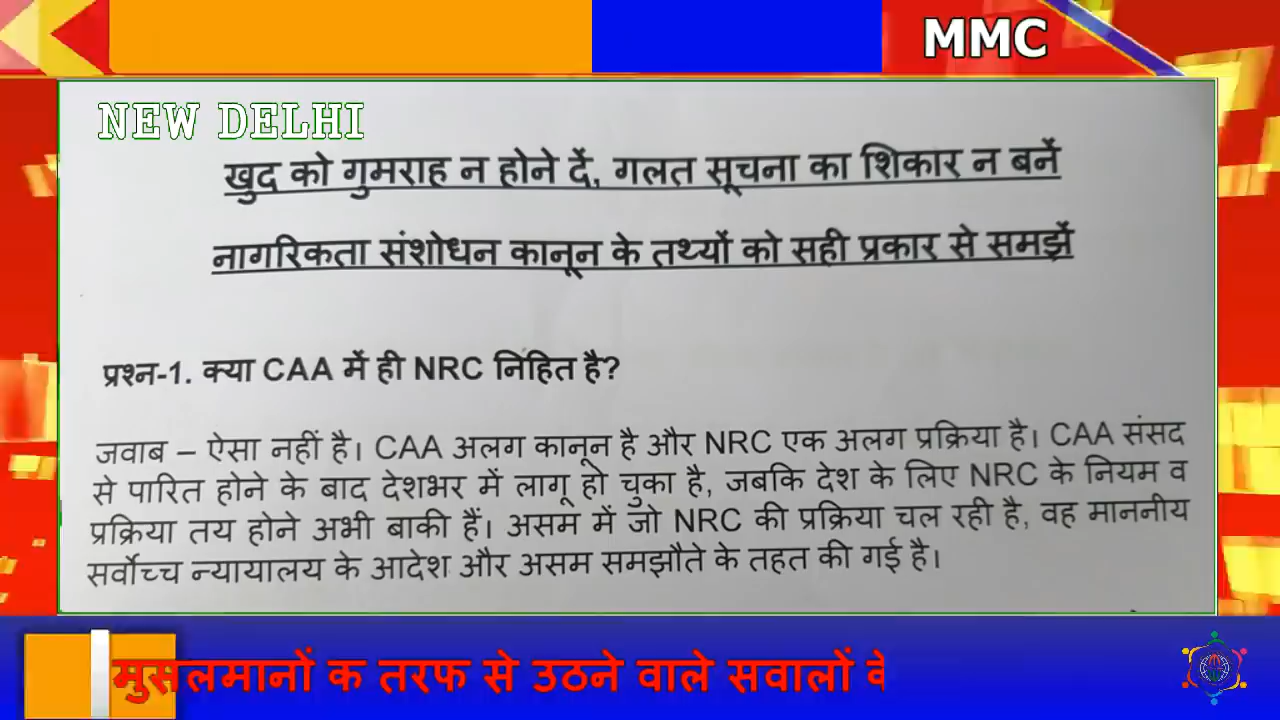 MMC
NEW DELHI
खुद को गुमराह न होने दें, गलत सूचना का शिकार न बनें
नागरिकता संशोधन कानून के तथ्यों को सही प्रकार से समझें
प्रश्न-1. क्या CAA में ही NRC निहित है?
जवाब – ऐसा नहीं है। CAA अलग कानून है और NRC एक अलग प्रक्रिया है। CAA संसद
से पारित होने के बाद देशभर में लागू हो चुका है, जबकि देश के लिए NRC के नियम व
प्रक्रिया तय होने अभी बाकी हैं। असम में जो NRC की प्रक्रिया चल रही है, वह माननीय
सर्वोच्च न्यायालय के आदेश और असम समझौते के तहत की गई है।
मुसलमानों क तरफ से उठने वाले सवालों